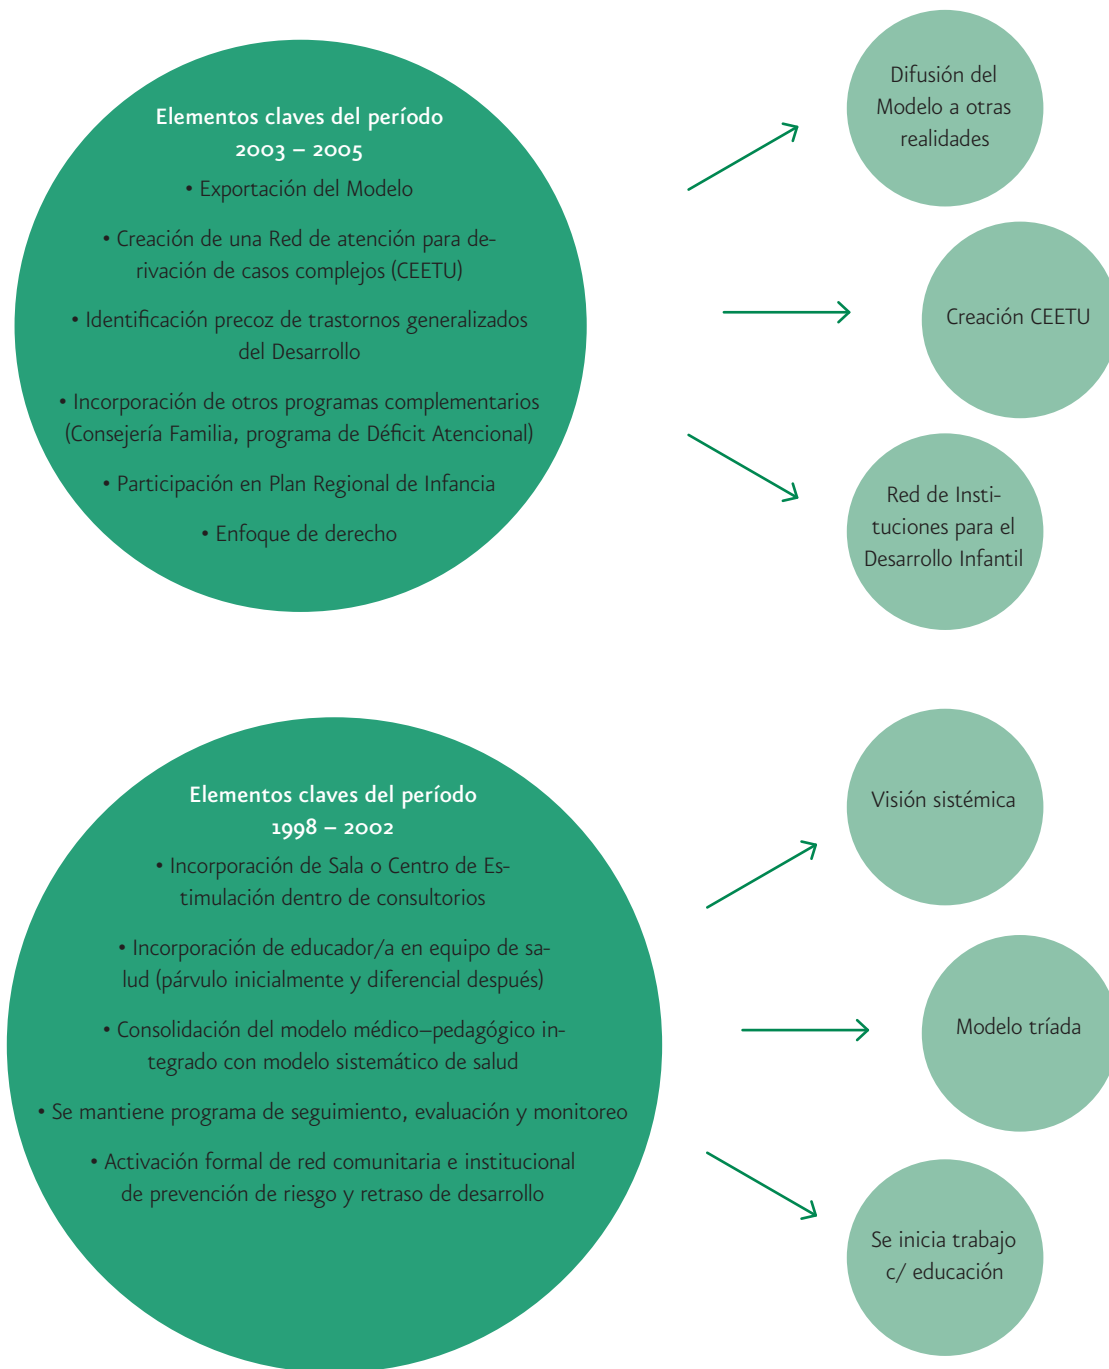 Elementos claves del período
2003 – 2005
• Exportación del Modelo
• Creación de una Red de atención para de-
rivación de casos complejos (CEETU)
• Identificación precoz de trastornos generalizados
del Desarrollo
• Incorporación de otros programas complementarios
(Consejería Familia, programa de Déficit Atencional)
• Participación en Plan Regional de Infancia
• Enfoque de derecho
Difusión del
Modelo a otras
realidades
Creación CEETU
Red de Insti-
tuciones para el
Desarrollo Infantil
Elementos claves del período
1998 – 2002
• Incorporación de Sala o Centro de Es-
timulación dentro de consultorios
• Incorporación de educador/a en equipo de sa-
lud (párvulo inicialmente y diferencial después)
• Consolidación del modelo médico–pedagógico in-
tegrado con modelo sistemático de salud
• Se mantiene programa de seguimiento, evaluación y monitoreo
• Activación formal de red comunitaria e institucional
de prevención de riesgo y retraso de desarrollo
Visión sistémica
Modelo tríada
Se inicia trabajo
c/ educación